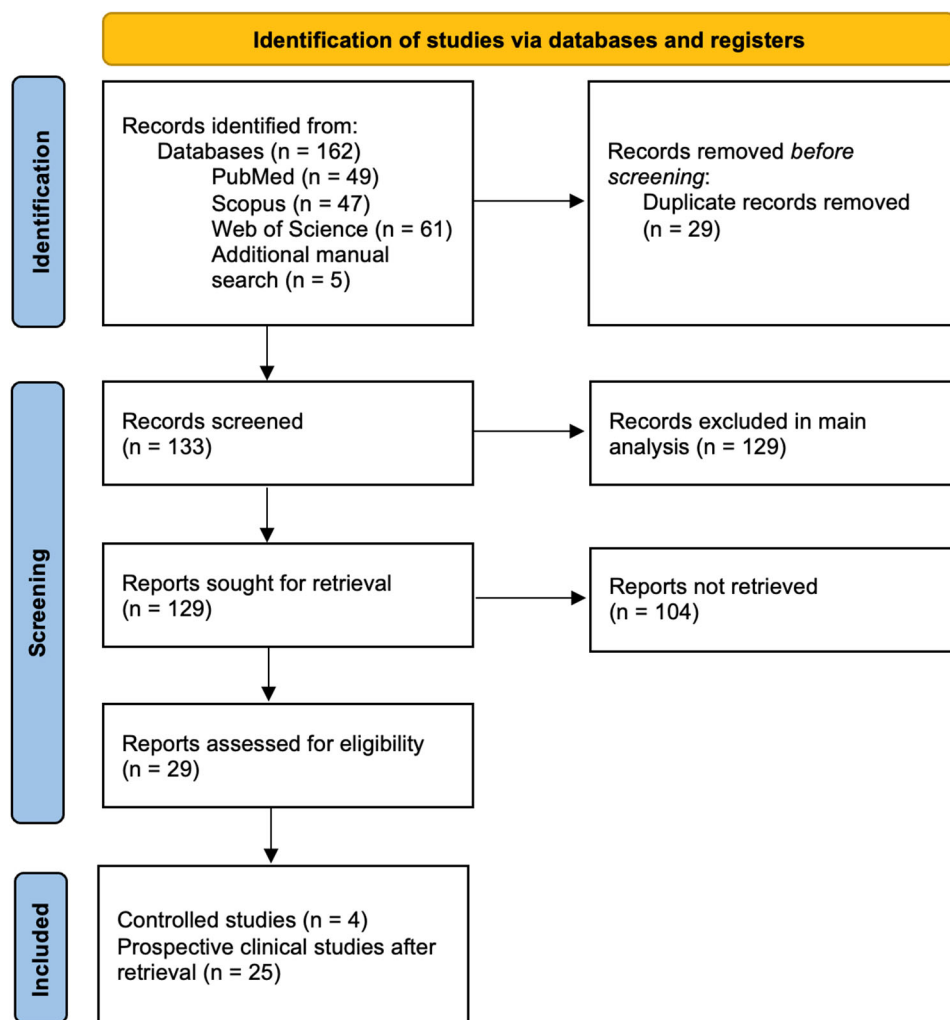 Identification of studies via databases and registers
Identification
Records identified from:
Databases (n = 162)
PubMed (n = 49)
Scopus (n = 47)
Web of Science (n = 61)
Additional manual
search (n = 5)
Records removed before
screening:
Duplicate records removed
(n = 29)
Screening
Records screened
(n = 133)
Records excluded in main
analysis (n = 129)
Reports sought for retrieval
(n = 129)
Reports not retrieved
(n = 104)
Reports assessed for eligibility
(n = 29)
Included
Controlled studies (n = 4)
Prospective clinical studies after
retrieval (n = 25)